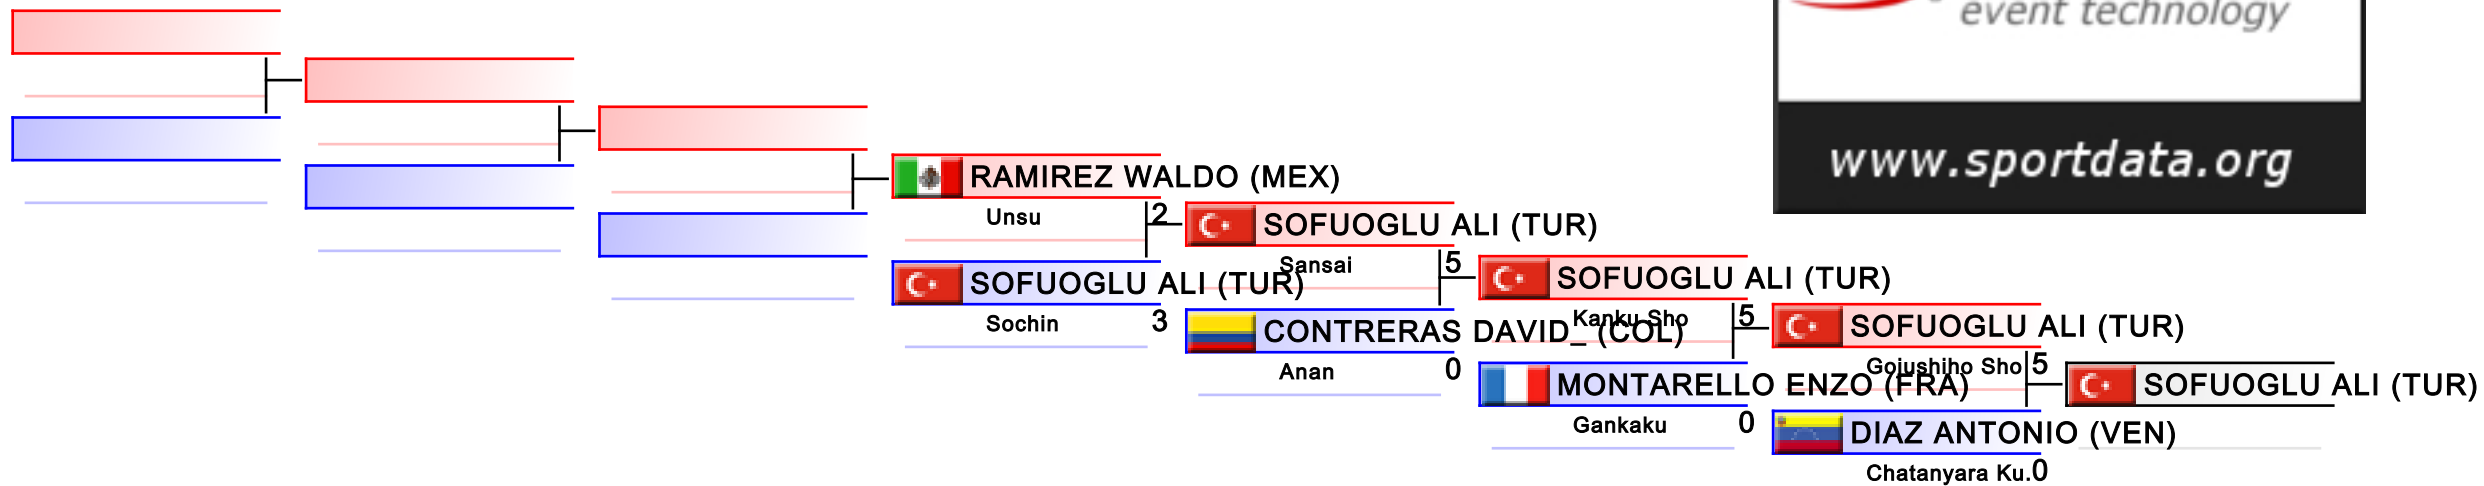 event technology
www.sportdata.org
RAMIREZ WALDO (MEX)
Unsu
2
SOFUOGLU ALI (TUR)
Sochin
3
SOFUOGLU ALI (TUR)
Sansai
5
CONTRERAS DAVID_ (COL)
Anan
0
SOFUOGLU ALI (TUR)
Kanku Sho
5
MONTARELLO ENZO (FRA)
Gankaku
0
SOFUOGLU ALI (TUR)
Gojushiho Sho
5
DIAZ ANTONIO (VEN)
Chatanyara Ku.
0
SOFUOGLU ALI (TUR)